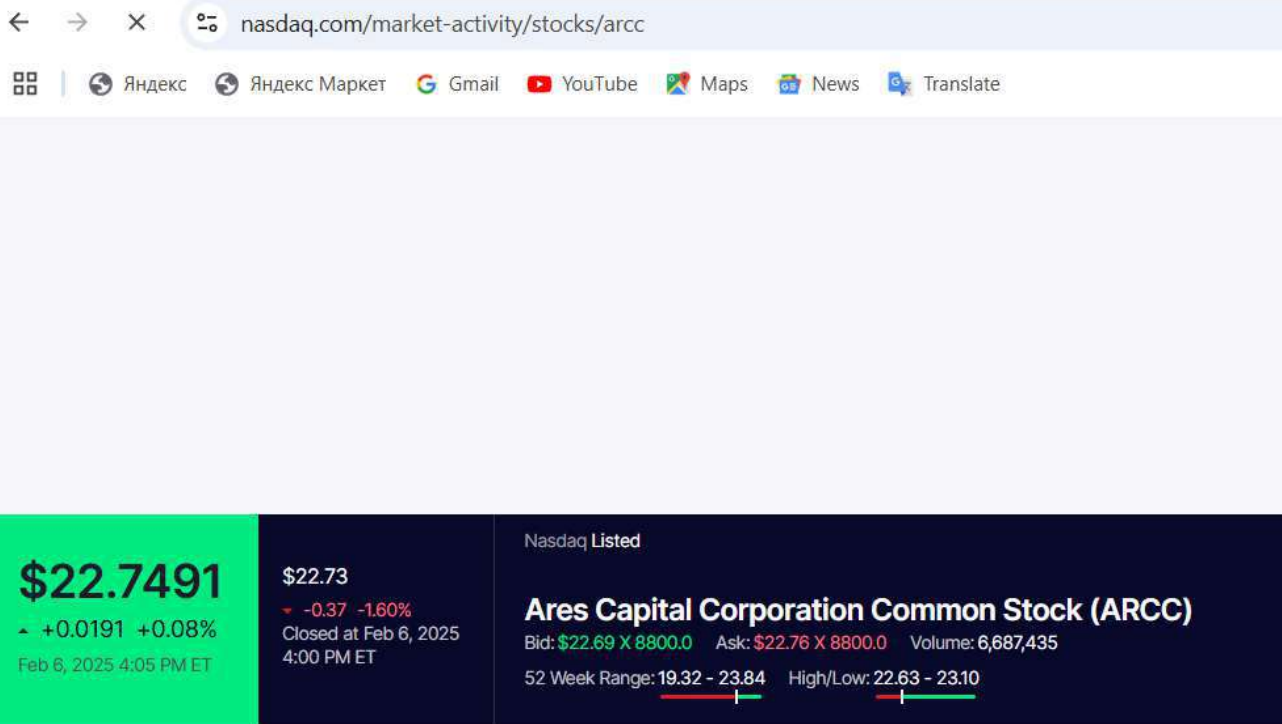 nasdaq.com/market-activity/stocks/arcc
Яндекс Яндекс Маркет Gmail YouTube Maps News Translate
$22.7491
+0.0191 +0.08%
Feb 6, 2025 4:05 PM ET
$22.73
-0.37 -1.60%
Closed at Feb 6, 2025
4:00 PM ET
Nasdaq Listed
Ares Capital Corporation Common Stock (ARCC)
Bid: $22.69 X 8800.0 Ask: $22.76 X 8800.0 Volume: 6,687,435
52 Week Range: 19.32 - 23.84 High/Low: 22.63 - 23.10